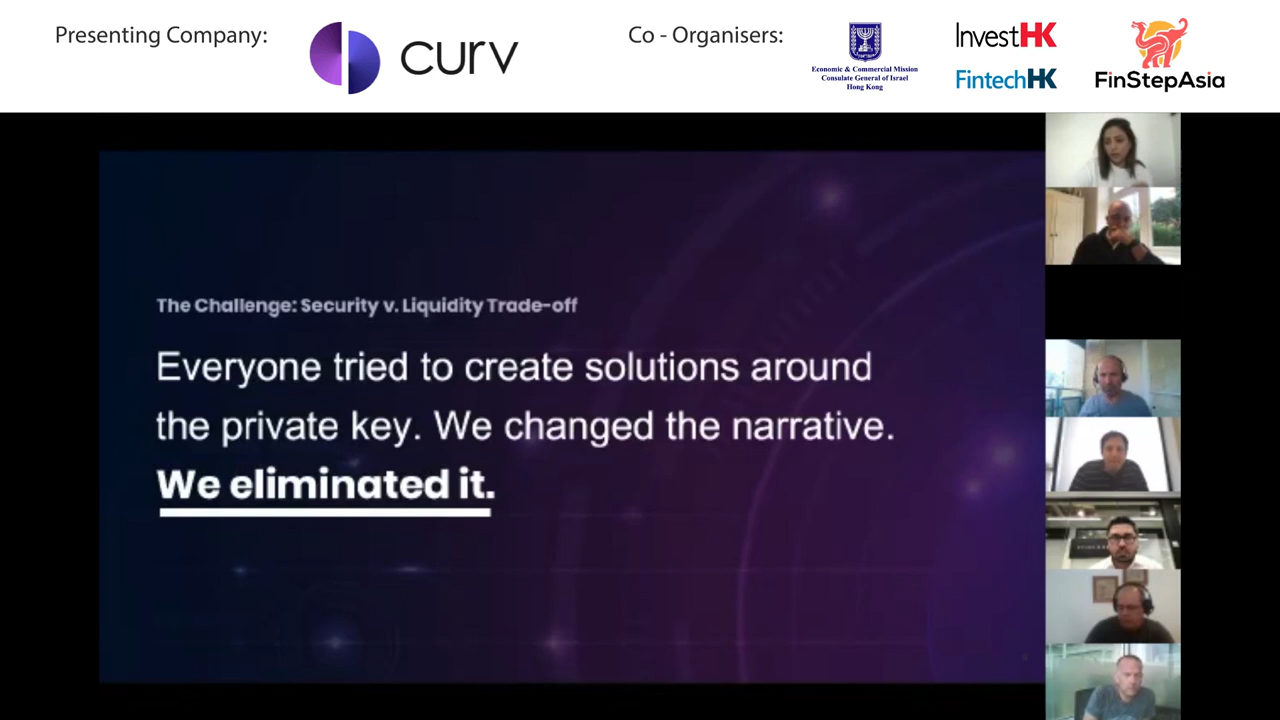 Presenting Company:
curv
Co - Organisers:
Economic & Commercial Mission
Consulate General of Israel
Hong Kong
InvestHK
FintechHK
FinStepAsia
The Challenge: Security v. Liquidity Trade-off
Everyone tried to create solutions around
the private key. We changed the narrative.
We eliminated it.